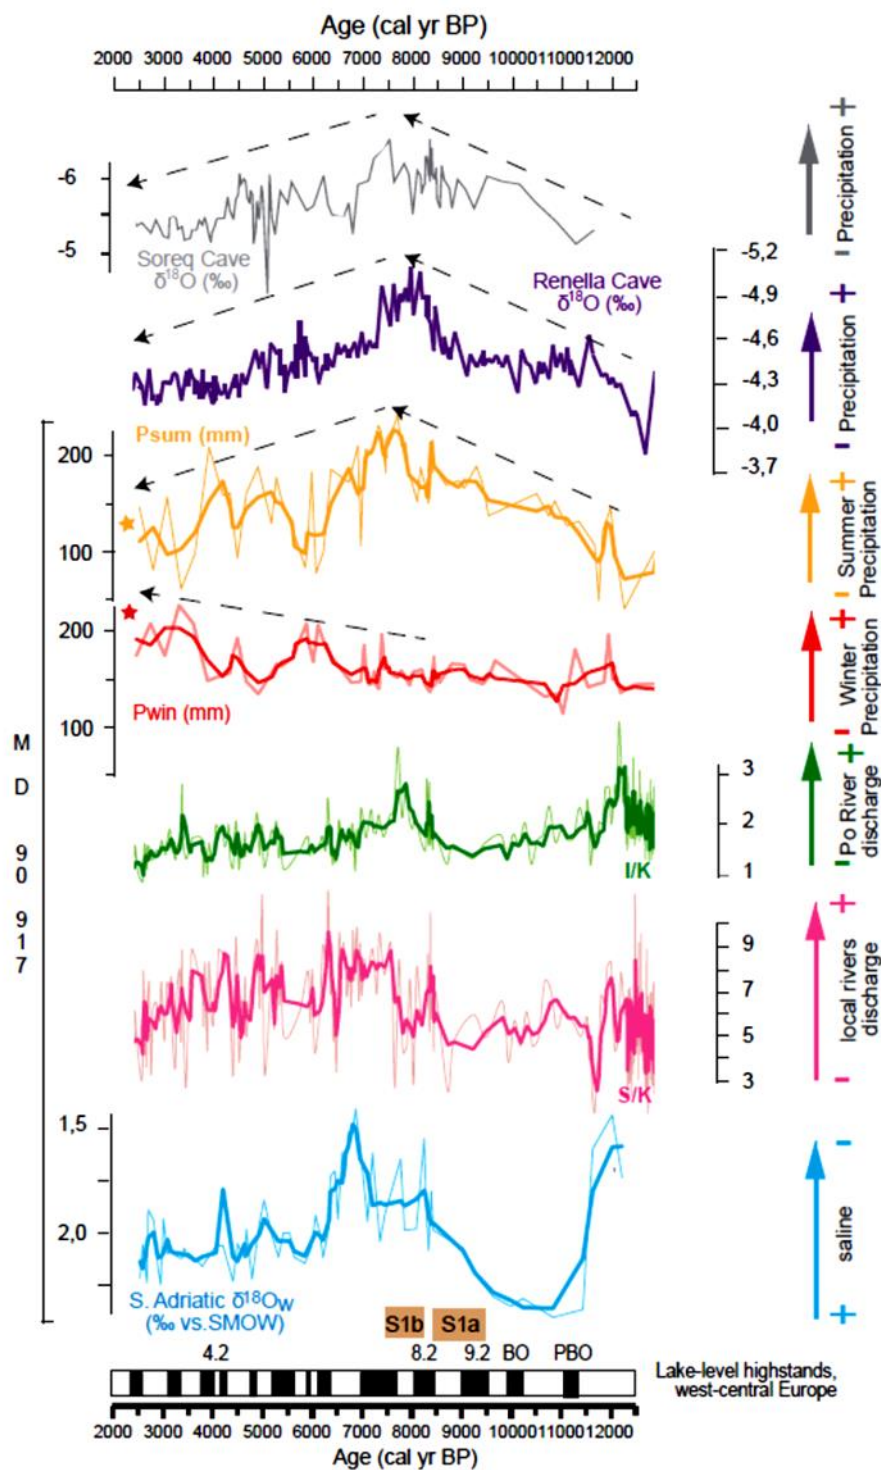 Age (cal yr BP)
2000 3000 4000 5000 6000 7000 8000 9000 10000 11000 12000
-6
-5
Soreq Cave
δ18O (‰)
Precipitation
+
-
Renella Cave
δ18O (‰)
-5,2
-4,9
-4,6
-4,3
-4,0
-3,7
Precipitation
+
-
Psum (mm)
200
100
Summer
Precipitation
+
-
200
100
Pwin (mm)
Winter
Precipitation
+
-
M
D
9 0
9 1 7
3
2
1
I/K
Po River
discharge
+
-
9
7
5
3
S/K
local rivers
discharge
+
-
1,5
2,0
S. Adriatic δ18Ow
(‰ vs.SMOW)
saline
-
+
S1b S1a
4.2 8.2 9.2 BO PBO
Lake-level highstands,
west-central Europe
2000 3000 4000 5000 6000 7000 8000 9000 10000 11000 12000
Age (cal yr BP)